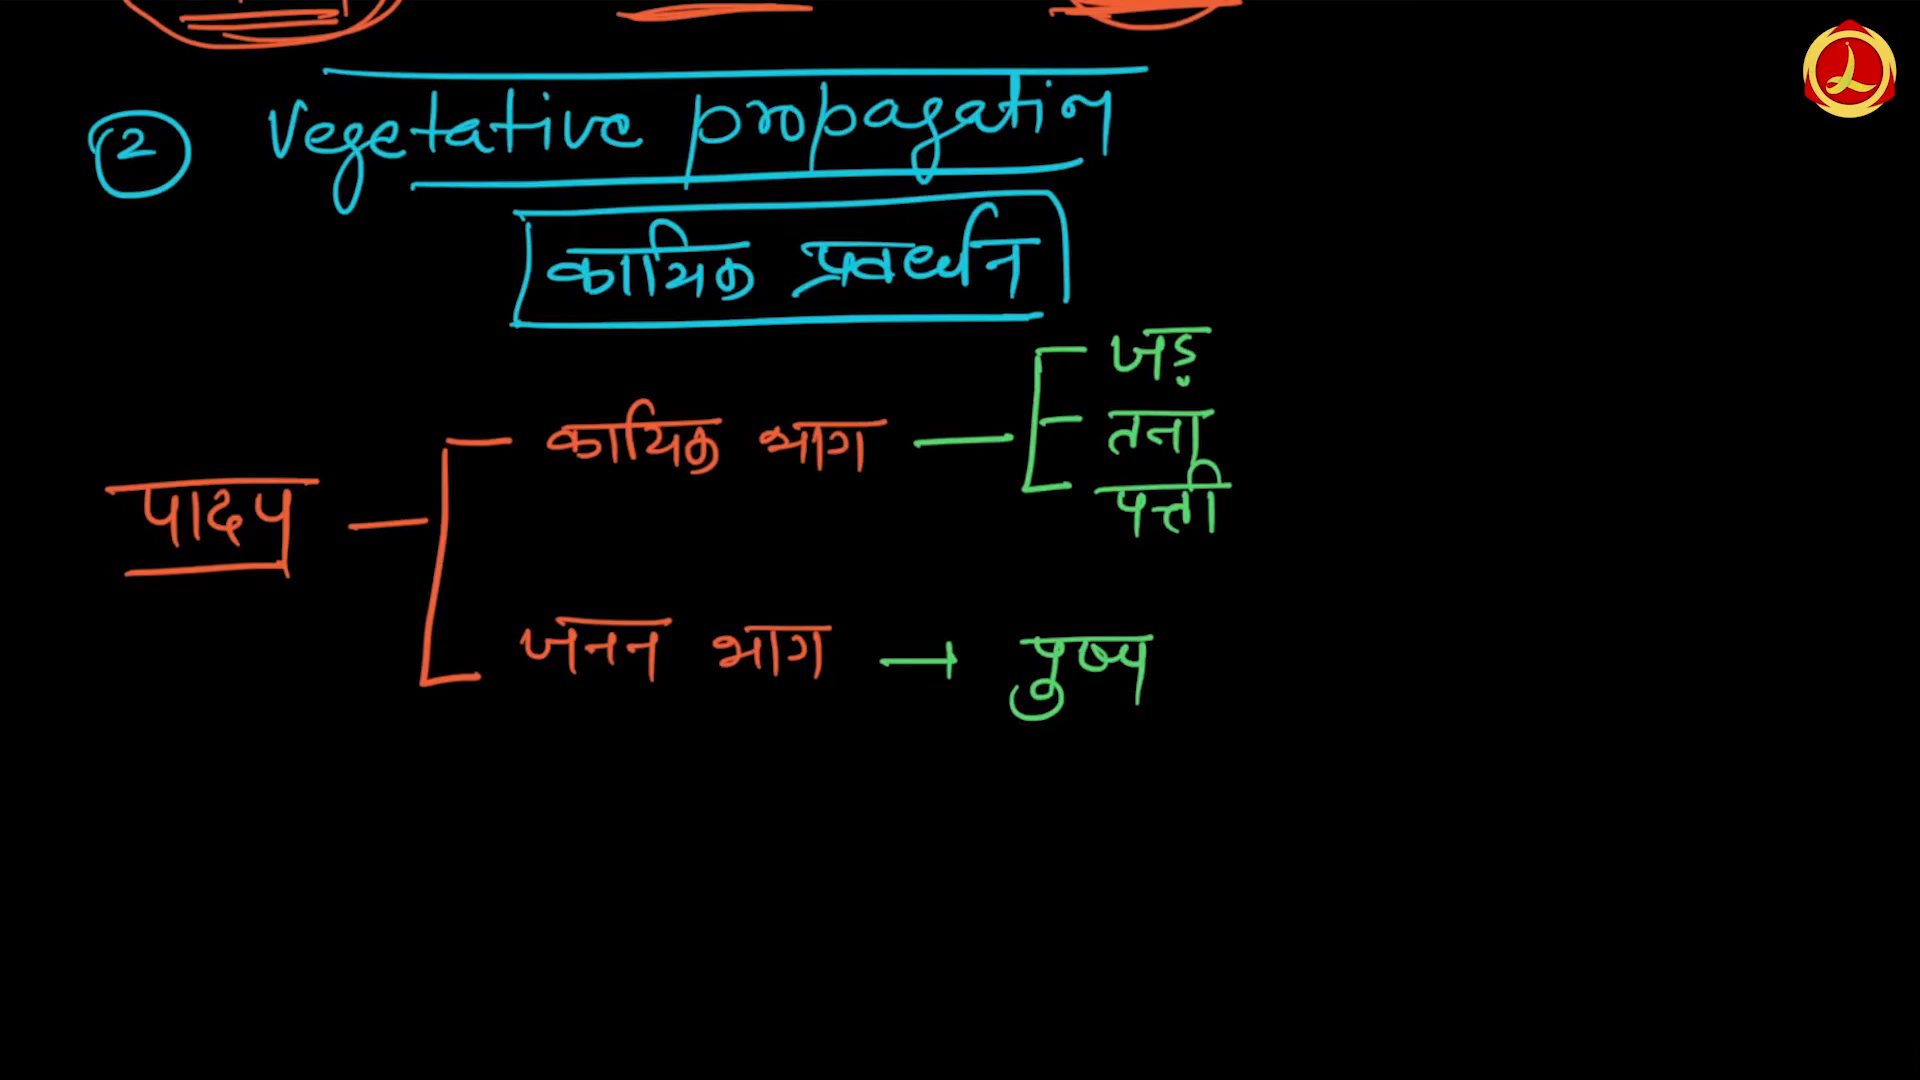 2 Vegetative propagation
कायिक प्रवर्धन
जड़
तना
पत्ती
कायिक भाग
पादप
जनन भाग → पुष्प